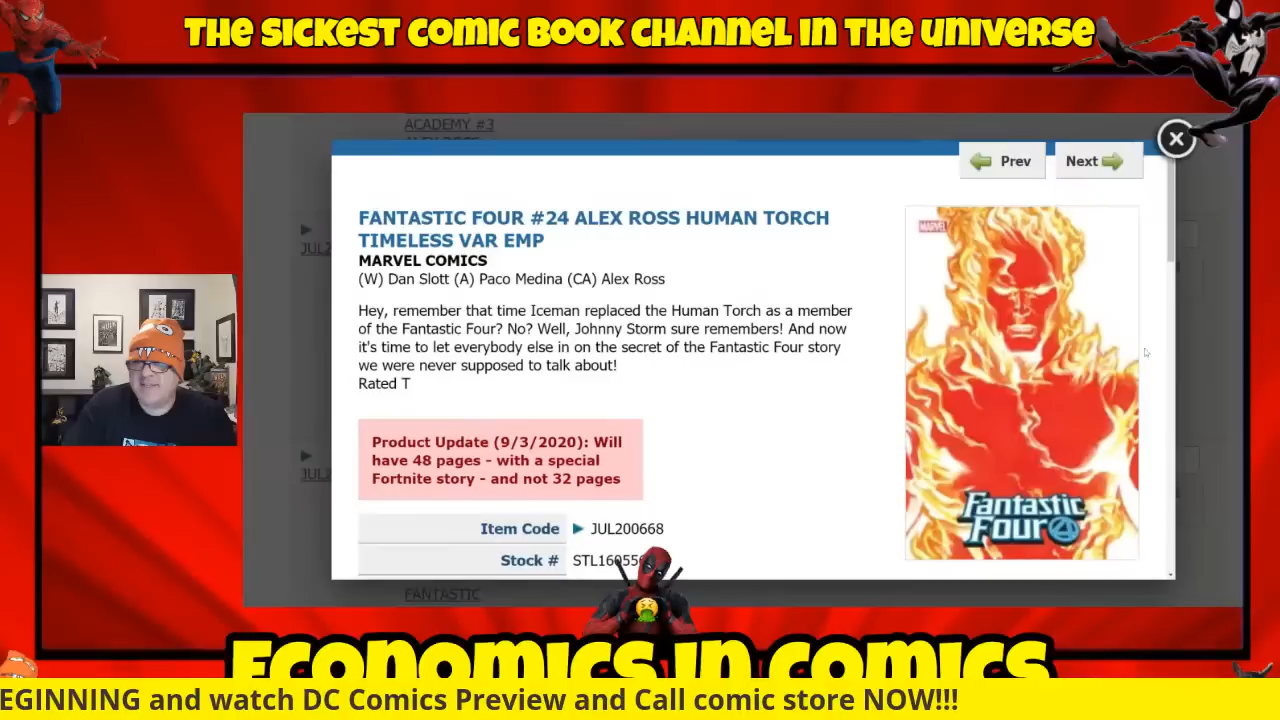 THE SICKEST COMIC BOOK CHANNEL IN THE UNIVERSE
ACADEMY #3
Prev
Next
JUL2
FANTASTIC FOUR #24 ALEX ROSS HUMAN TORCH
TIMELESS VAR EMP
MARVEL COMICS
(W) Dan Slott (A) Paco Medina (CA) Alex Ross
Hey, remember that time Iceman replaced the Human Torch as a member
of the Fantastic Four? No? Well, Johnny Storm sure remembers! And now
it's time to let everybody else in on the secret of the Fantastic Four story
we were never supposed to talk about!
Rated T
MARVEL
Product Update (9/3/2020): Will
have 48 pages - with a special
Fortnite story - and not 32 pages
JUL2
Fantastic
Four
Item Code JUL200668
Stock # STL16055
FANTASTIC
ECONOMICS IN COMICS
EGINNING and watch DC Comics Preview and Call comic store NOW!!!